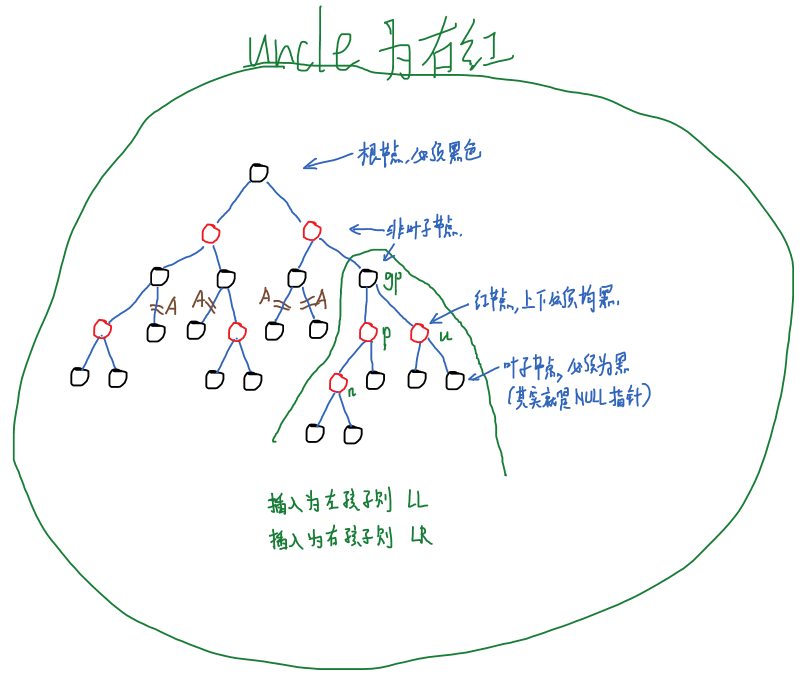 uncle 为右红
根节点,必须黑色
非叶子节点.
gp
A A A A
红节点,上下必须均黑.
p u
叶子节点,必须为黑
(其实就是NULL指针)
n
插入为左孩子则 LL
插入为右孩子则 LR